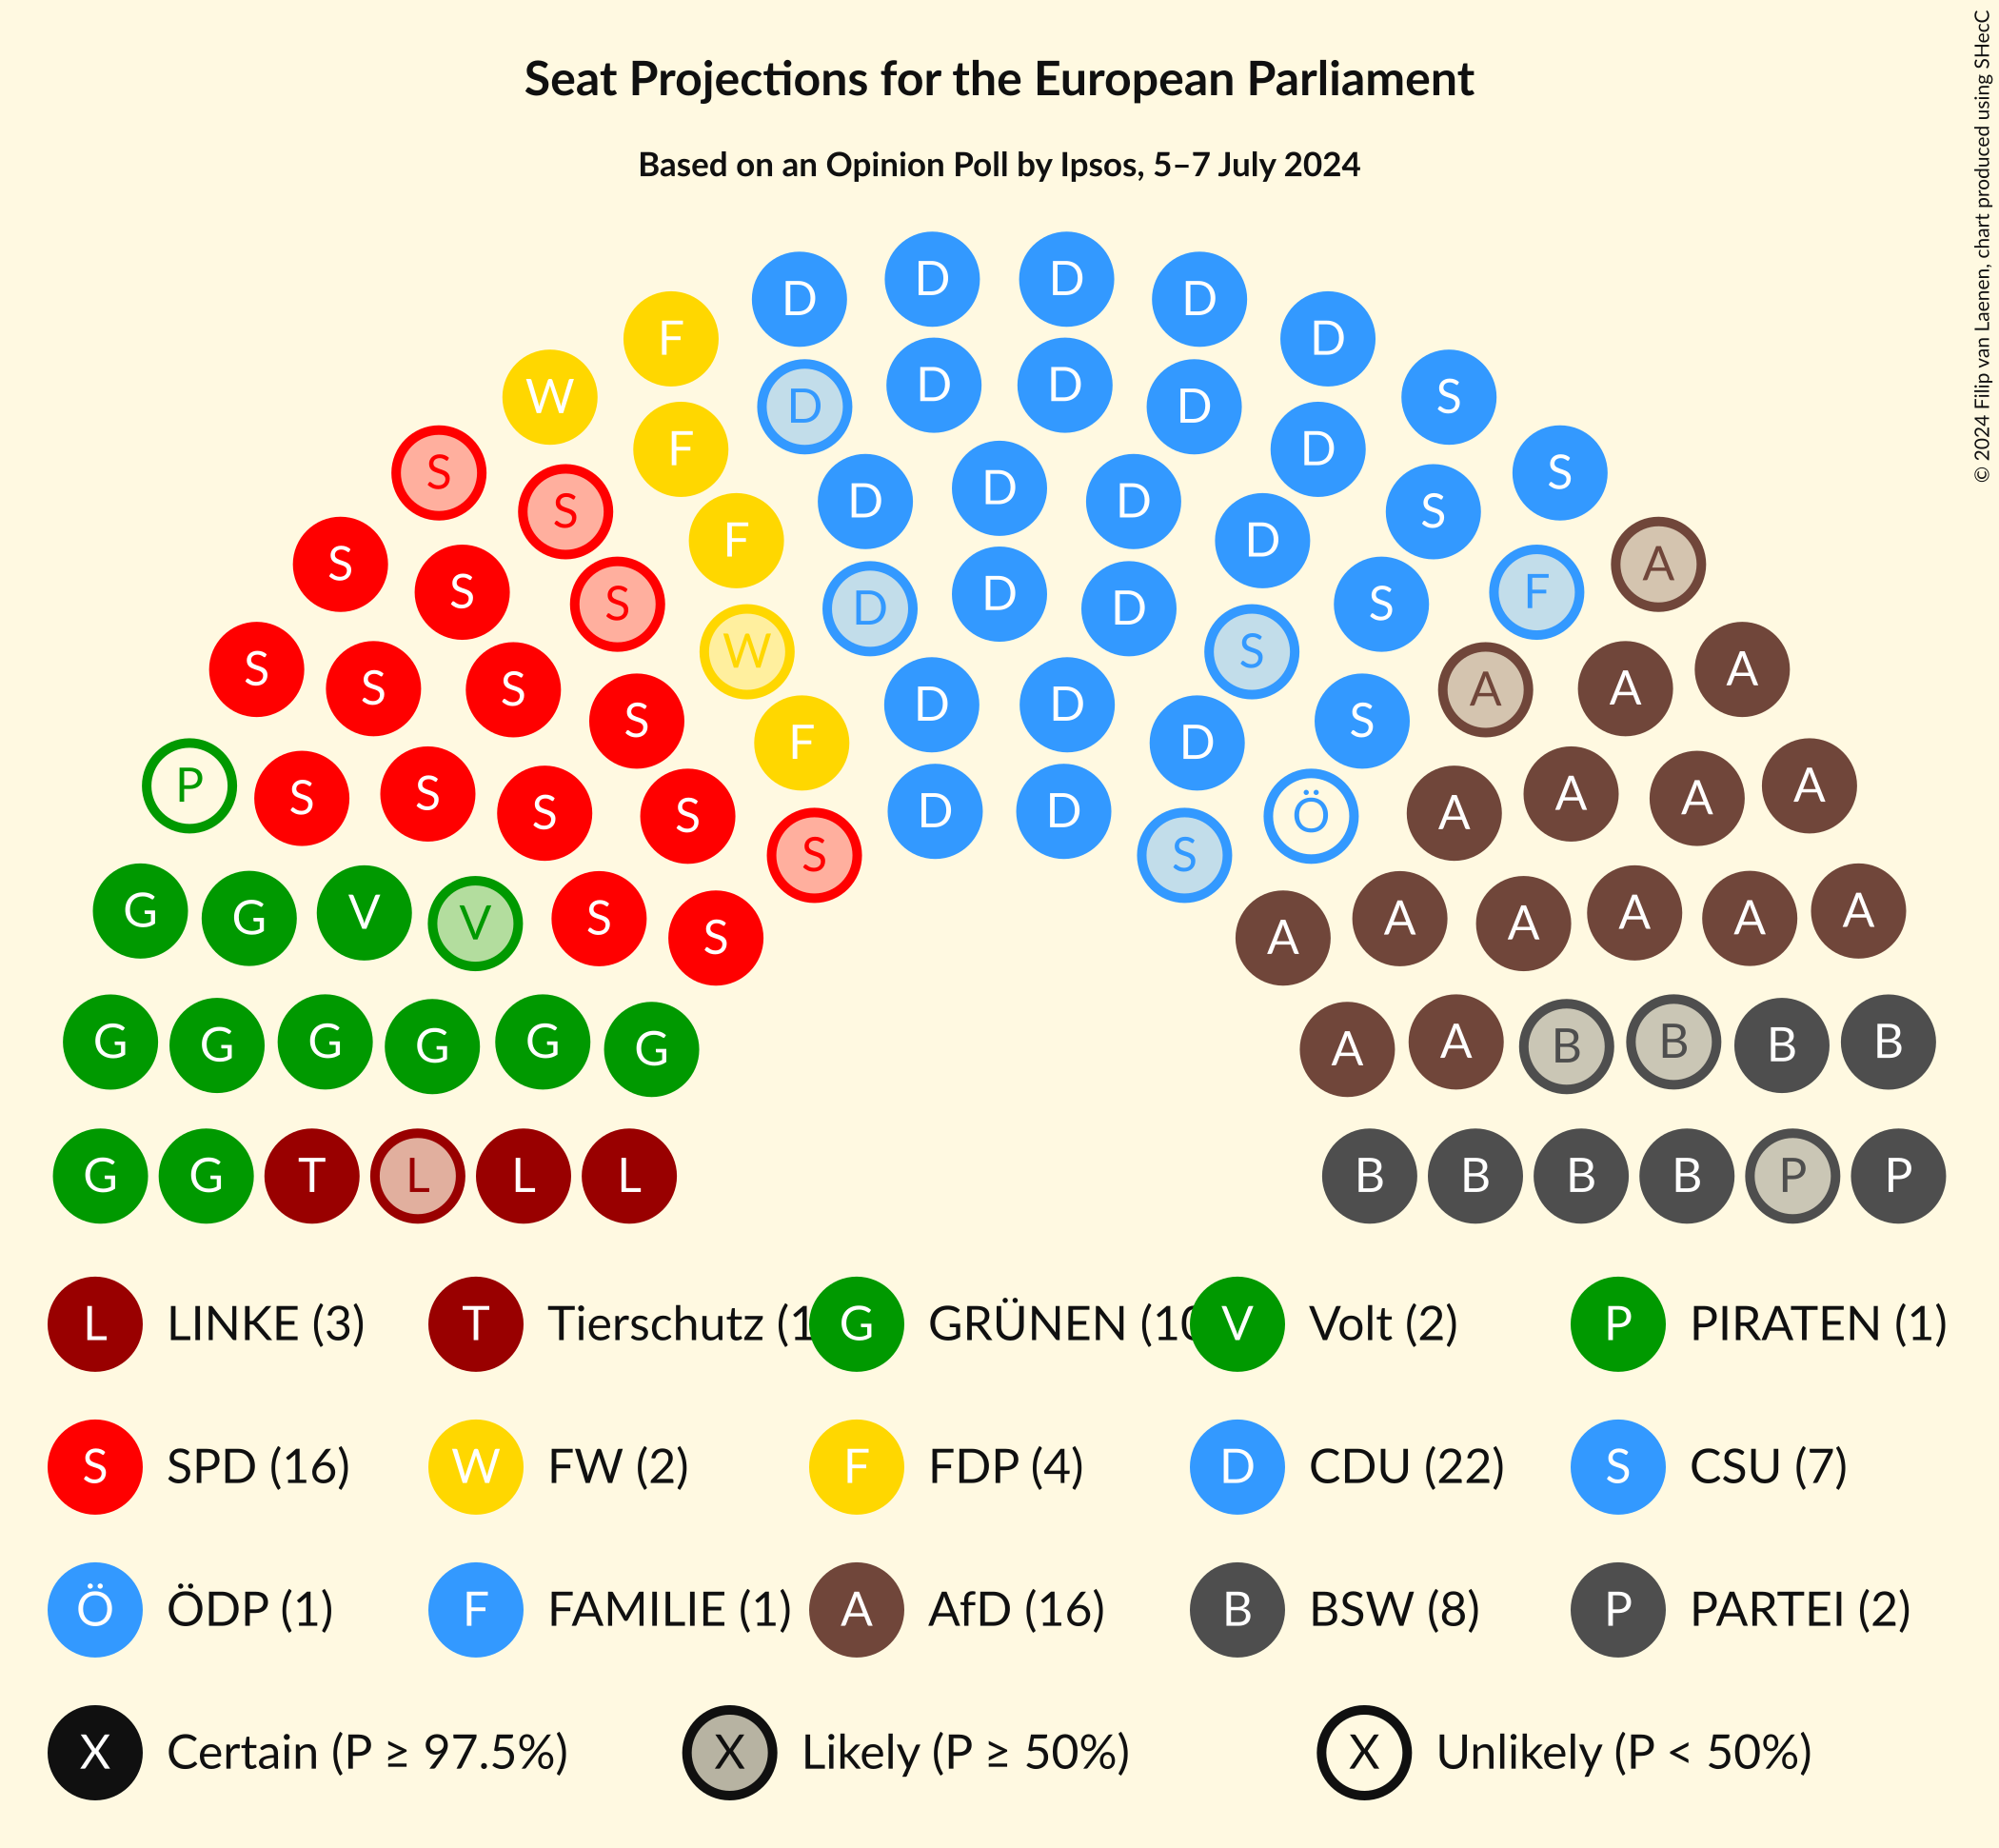 Seat Projections for the European Parliament
Based on an Opinion Poll by Ipsos, 5–7 July 2024
© 2024 Filip van Laenen, chart produced using SHecC
D D D D
F D
W D D D D S
F D
S D D D S
S F D S
S D D D S F A
S S W D S
S S S S F D D D S A A A
P S S S S D D Ö A A A A
S S
G G V V S S A A A A A A
G G G G G G A A B B B B
G G T L L L B B B B P P
L LINKE (3) T Tierschutz (1 G GRÜNEN (10 V Volt (2) P PIRATEN (1)
S SPD (16) W FW (2) F FDP (4) D CDU (22) S CSU (7)
Ö ÖDP (1) F FAMILIE (1) A AfD (16) B BSW (8) P PARTEI (2)
X Certain (P ≥ 97.5%) X Likely (P ≥ 50%) X Unlikely (P < 50%)